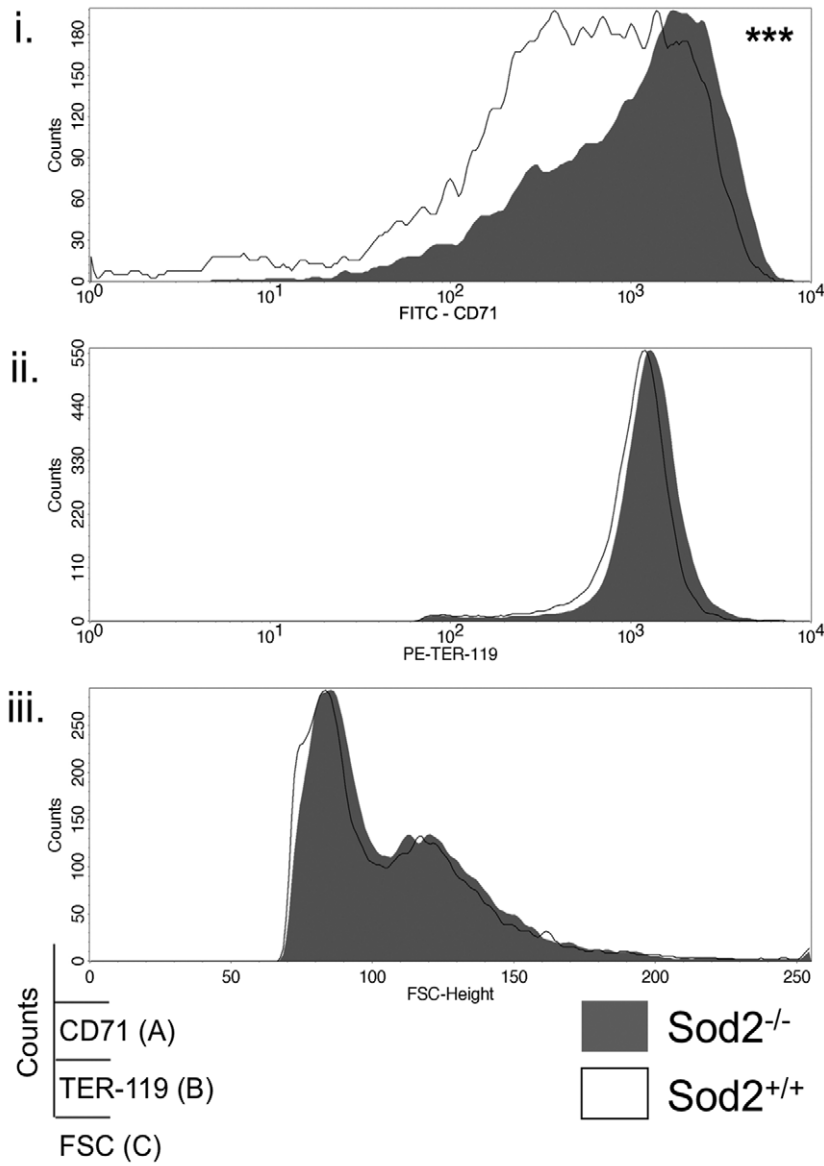 i.
***
180
150
120
90
60
30
0
Counts
10^0 10^1 10^2 10^3 10^4
FITC - CD71
ii.
550
440
330
220
110
0
Counts
10^0 10^1 10^2 10^3 10^4
PE-TER-119
iii.
250
200
150
100
50
0
Counts
0 50 100 150 200 250
FSC-Height
Counts
CD71 (A)
TER-119 (B)
FSC (C)
Sod2-/-
Sod2+/+